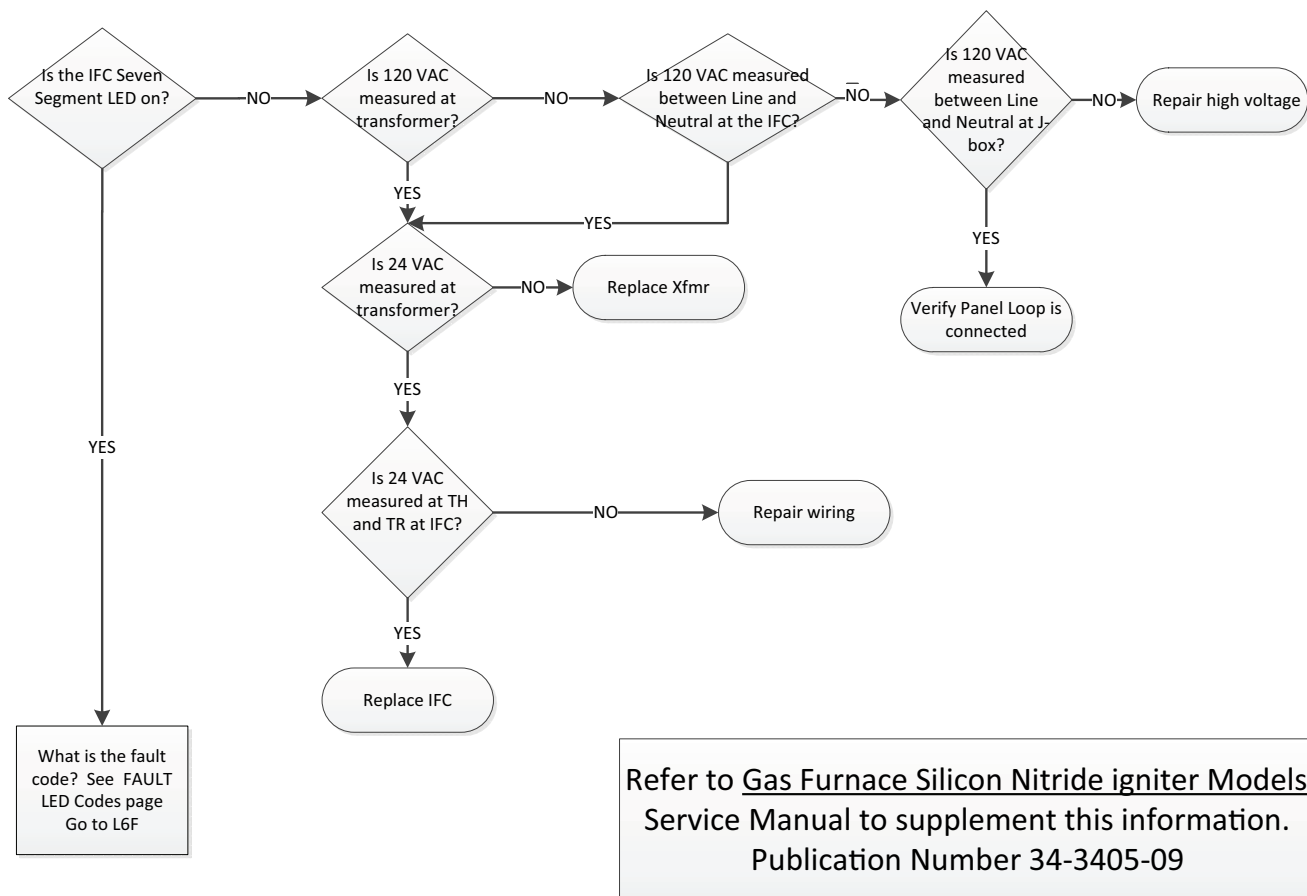 Is the IFC Seven
Segment LED on?
NO
Is 120 VAC
measured at
transformer?
NO
Is 120 VAC measured
between Line and
Neutral at the IFC?
NO
Is 120 VAC
measured
between Line
and Neutral at J-
box?
NO
Repair high voltage
YES
YES
YES
Verify Panel Loop is
connected
Is 24 VAC
measured at
transformer?
NO
Replace Xfmr
YES
YES
Is 24 VAC
measured at TH
and TR at IFC?
NO
Repair wiring
YES
Replace IFC
What is the fault
code? See FAULT
LED Codes page
Go to L6F
Refer to Gas Furnace Silicon Nitride igniter Models
Service Manual to supplement this information.
Publication Number 34-3405-09